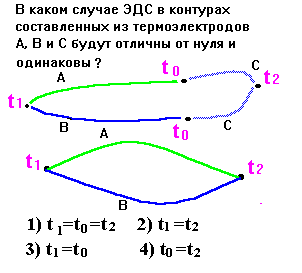 В каком случае ЭДС в контурах
составленных из термоэлектродов
А, В и С будут отличны от нуля и
одинаковы ?
A t0 C
t1 t2
B A t0 C
A
t1 t2
B
1) t1=t0=t2 2) t1=t2
3) t1=t0 4) t0=t2